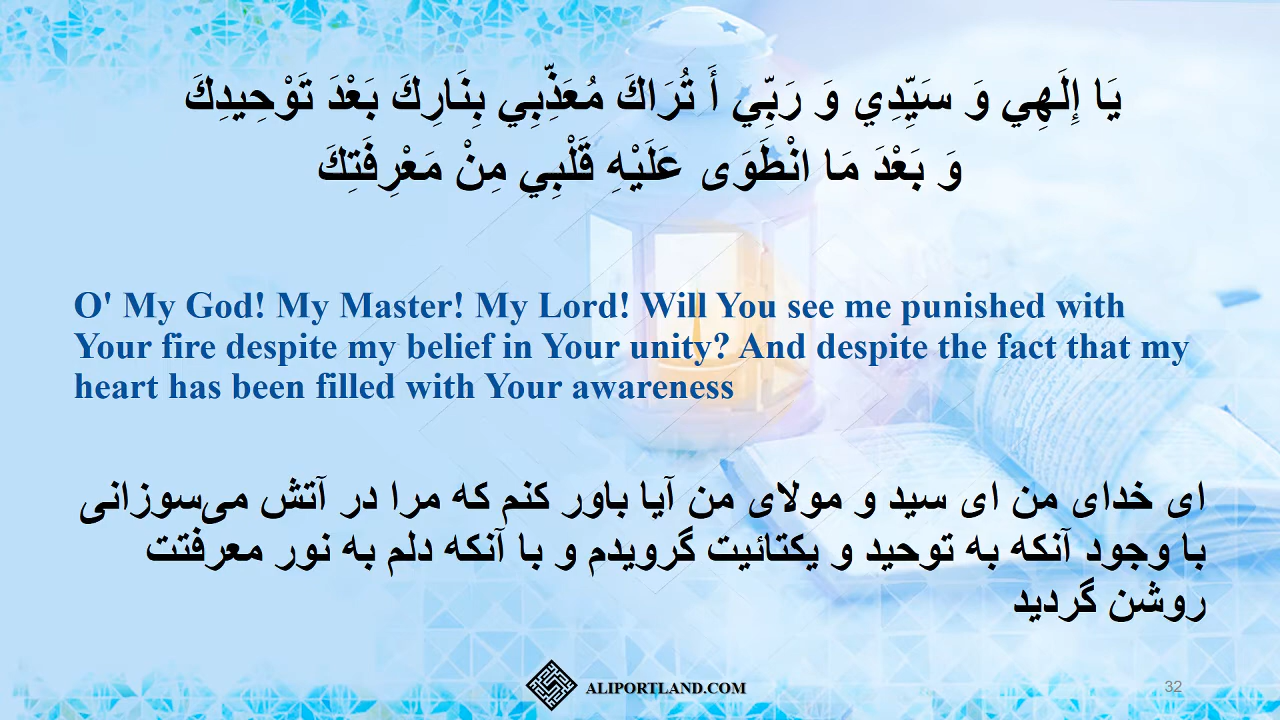 يَا إِلَهِي وَ سَيِّدِي وَ رَبِّي أَ تُرَاكَ مُعَذِّبِي بِنَارِكَ بَعْدَ تَوْحِيدِكَ
وَ بَعْدَ مَا انْطَوَى عَلَيْهِ قَلْبِي مِنْ مَعْرِفَتِكَ
O' My God! My Master! My Lord! Will You see me punished with
Your fire despite my belief in Your unity? And despite the fact that my
heart has been filled with Your awareness
ای خدای من ای سید و مولای من آیا باور کنم که مرا در آتش می‌سوزانی
با وجود آنکه به توحید و یکتائیت گرویدم و با آنکه دلم به نور معرفتت
روشن گردید
ALIPORTLAND.COM
32